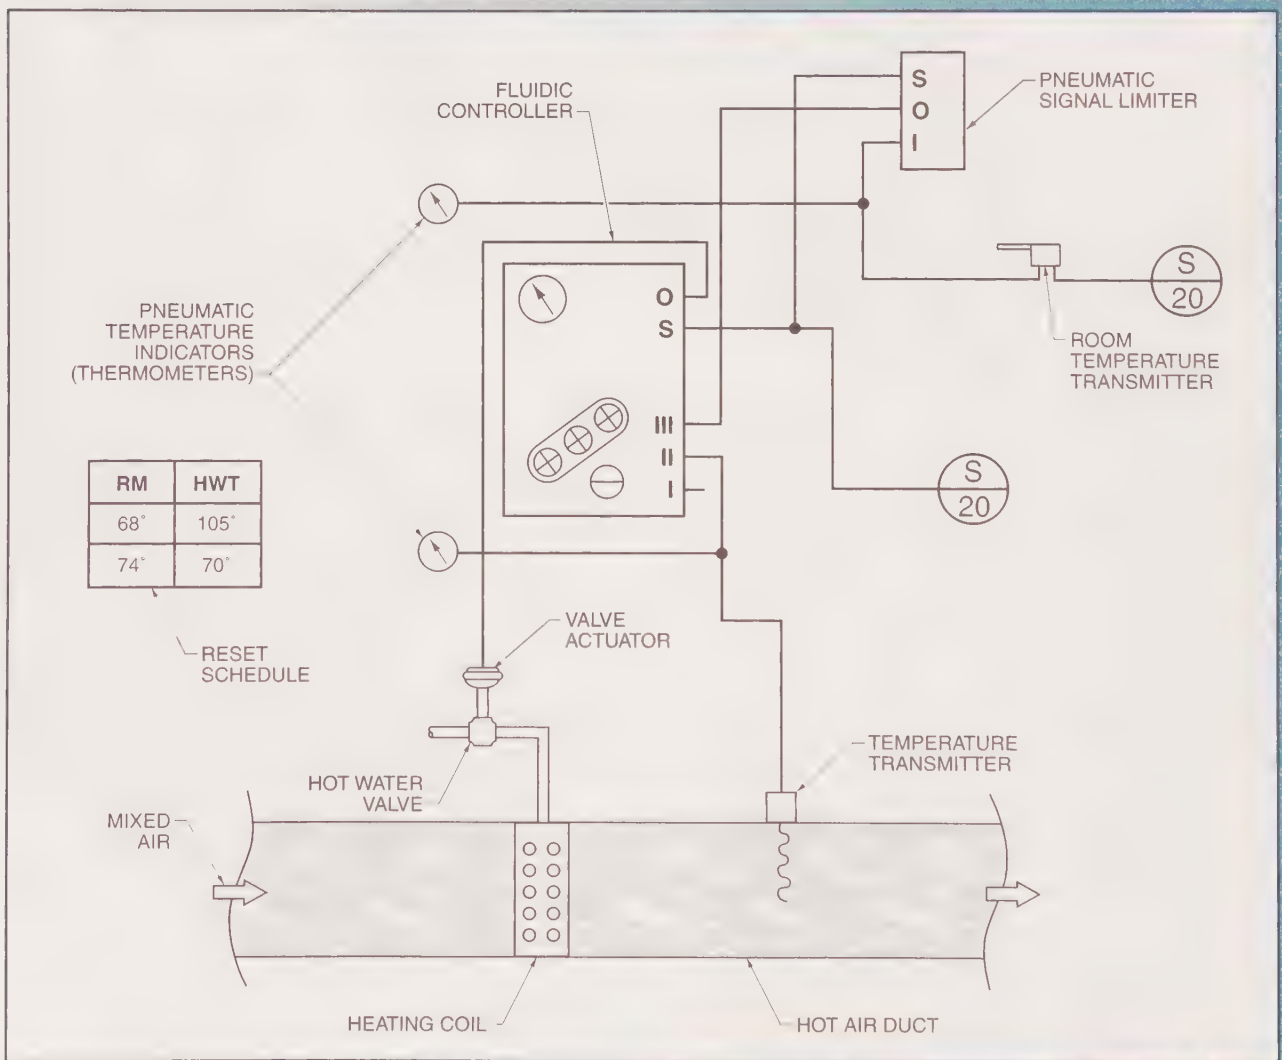 FLUIDIC
CONTROLLER
S
O
I
PNEUMATIC
SIGNAL LIMITER
PNEUMATIC
TEMPERATURE
INDICATORS
(THERMOMETERS)
O
S
III
II
I
S
20
ROOM
TEMPERATURE
TRANSMITTER
S
20
RM HWT
68° 105°
74° 70°
RESET
SCHEDULE
VALVE
ACTUATOR
HOT WATER
VALVE
TEMPERATURE
TRANSMITTER
MIXED
AIR
HEATING COIL
HOT AIR DUCT